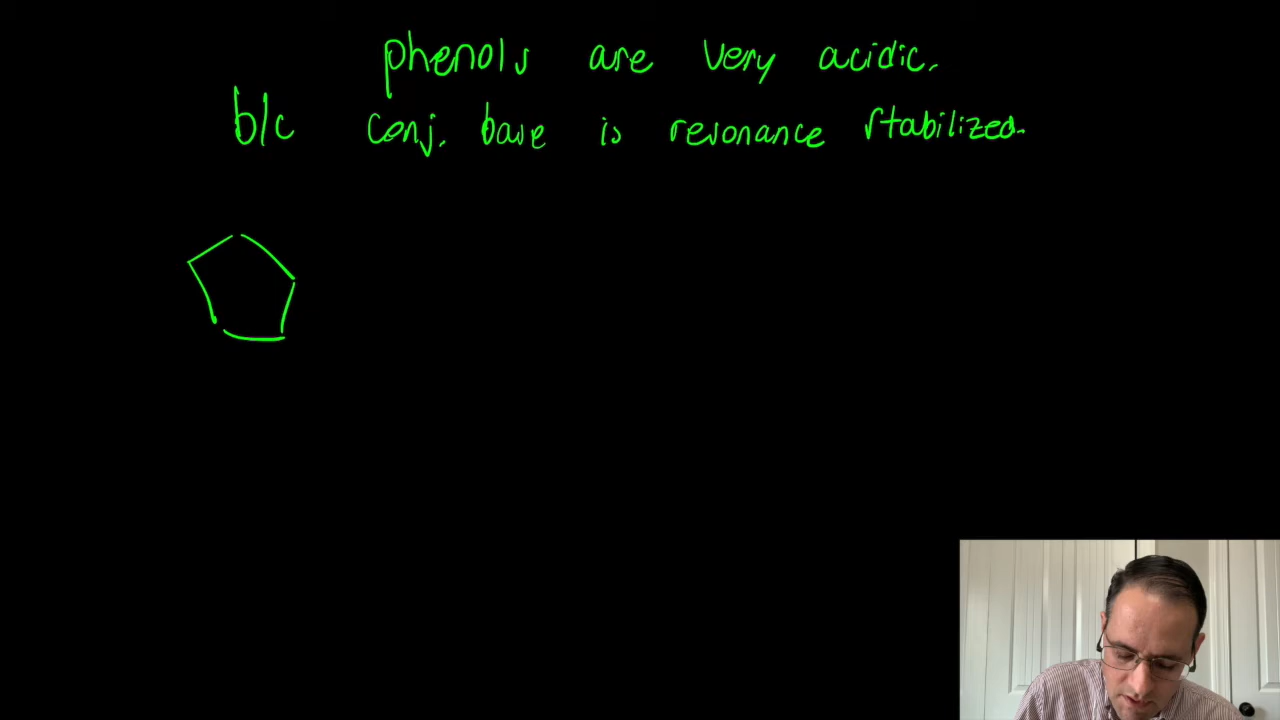 phenols are very acidic.
b/c conj. base is resonance stabilized.